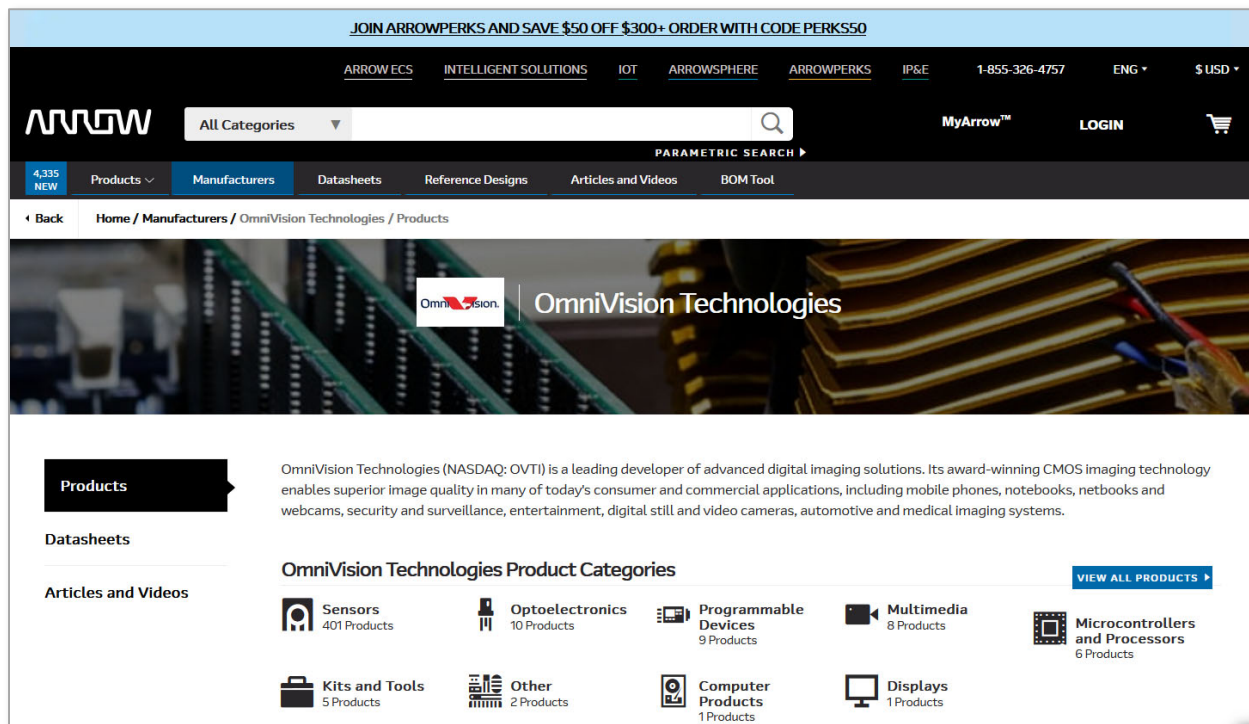 JOIN ARROWPERKS AND SAVE $50 OFF $300+ ORDER WITH CODE PERKS50
ARROW ECS INTELLIGENT SOLUTIONS IOT ARROWSPHERE ARROWPERKS IP&E 1-855-326-4757 ENG $ USD
ARROW All Categories MyArrow™ LOGIN
PARAMETRIC SEARCH
4,335
NEW
Products Manufacturers Datasheets Reference Designs Articles and Videos BOM Tool
Back Home / Manufacturers / OmniVision Technologies / Products
OmniVision. OmniVision Technologies
Products
Datasheets
Articles and Videos
OmniVision Technologies (NASDAQ: OVTI) is a leading developer of advanced digital imaging solutions. Its award-winning CMOS imaging technology
enables superior image quality in many of today's consumer and commercial applications, including mobile phones, notebooks, netbooks and
webcams, security and surveillance, entertainment, digital still and video cameras, automotive and medical imaging systems.
OmniVision Technologies Product Categories
VIEW ALL PRODUCTS
Sensors
401 Products
Optoelectronics
10 Products
Programmable
Devices
9 Products
Multimedia
8 Products
Microcontrollers
and Processors
6 Products
Kits and Tools
5 Products
Other
2 Products
Computer
Products
1 Products
Displays
1 Products